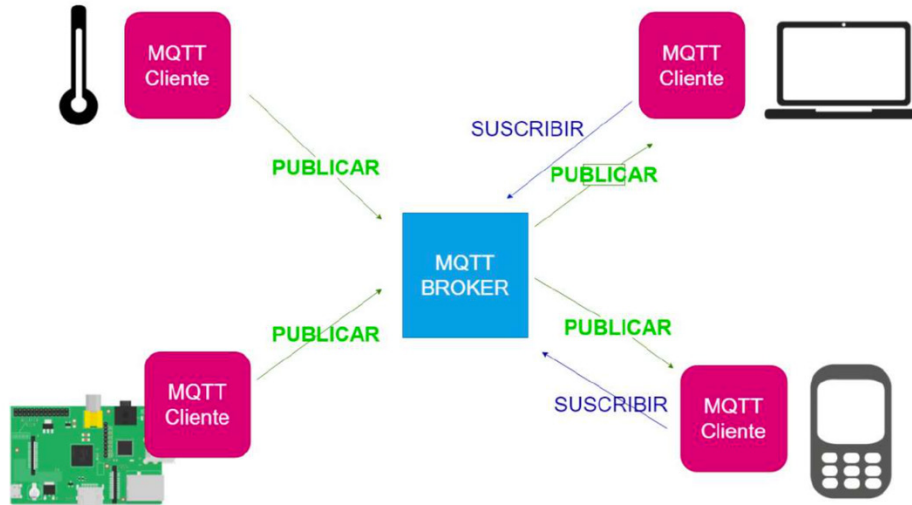 MQTT
Cliente
MQTT
Cliente
SUSCRIBIR
PUBLICAR
PUBLICAR
MQTT
BROKER
PUBLICAR
PUBLICAR
MQTT
Cliente
SUSCRIBIR
MQTT
Cliente